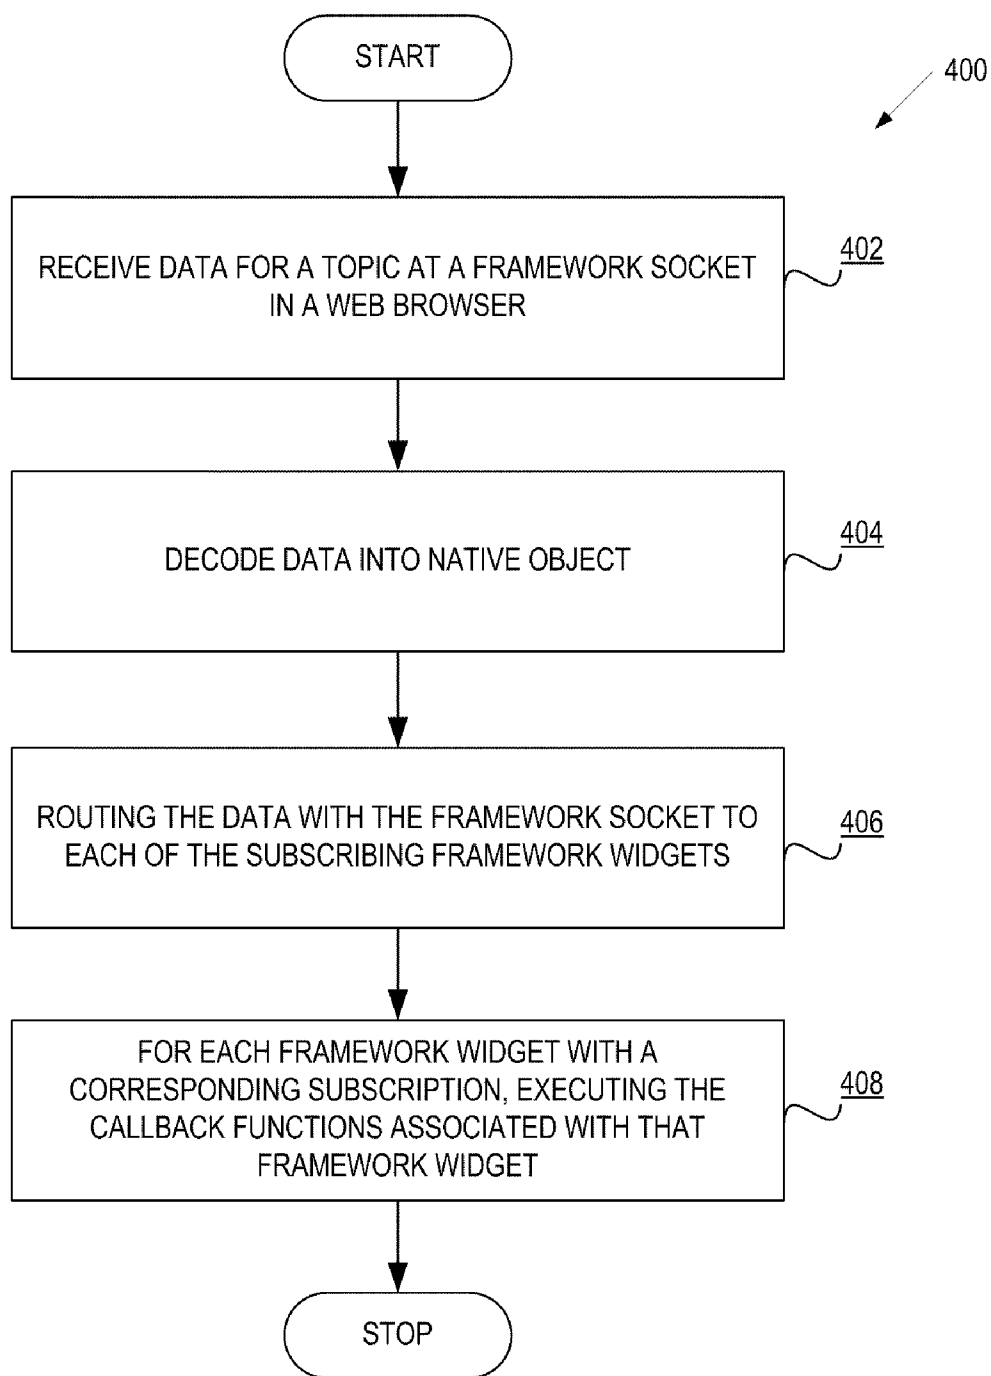 START
400
RECEIVE DATA FOR A TOPIC AT A FRAMEWORK SOCKET
IN A WEB BROWSER
402
DECODE DATA INTO NATIVE OBJECT
404
ROUTING THE DATA WITH THE FRAMEWORK SOCKET TO
EACH OF THE SUBSCRIBING FRAMEWORK WIDGETS
406
FOR EACH FRAMEWORK WIDGET WITH A
CORRESPONDING SUBSCRIPTION, EXECUTING THE
CALLBACK FUNCTIONS ASSOCIATED WITH THAT
FRAMEWORK WIDGET
408
STOP